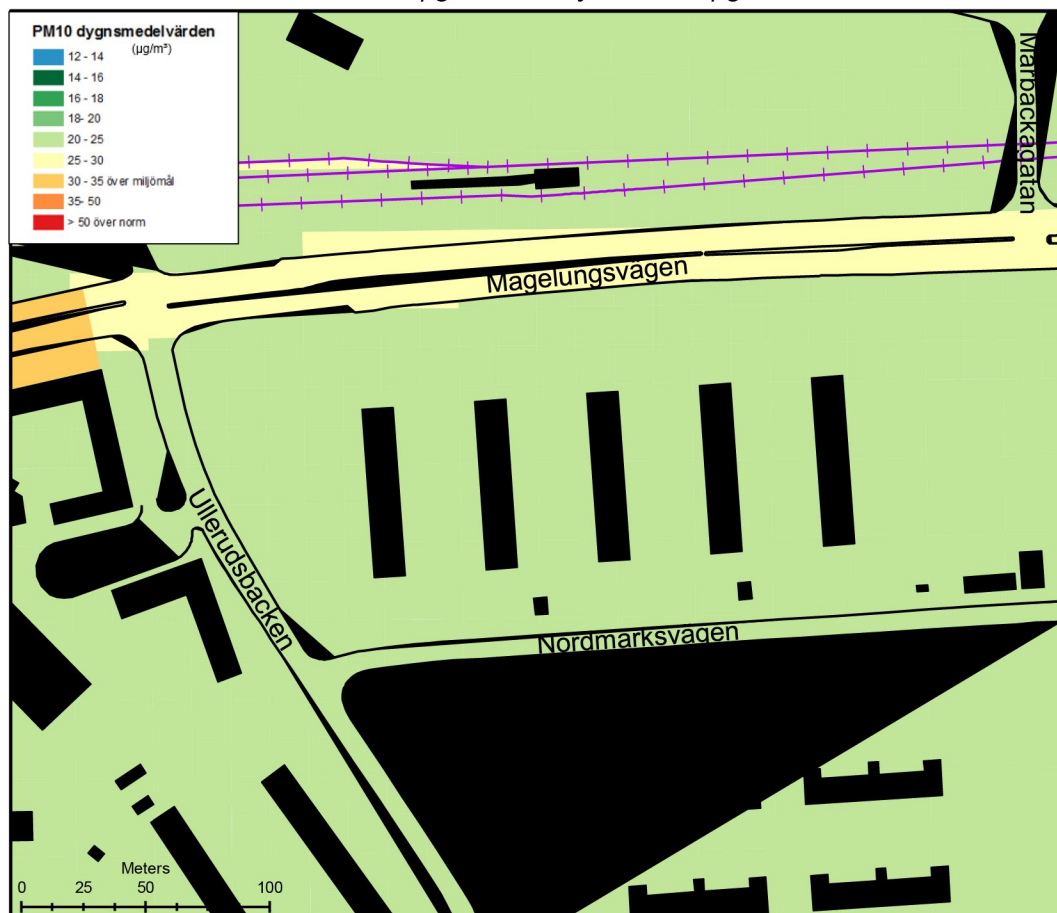 PM10 dygnsmedelvärden
(µg/m³)
12 - 14
14 - 16
16 - 18
18- 20
20 - 25
25 - 30
30 - 35 över miljömål
35- 50
> 50 över norm
Mårbackagatan
Magelungsvägen
Ullerudsbacken
Nordmarksvägen
Meters
0 25 50 100